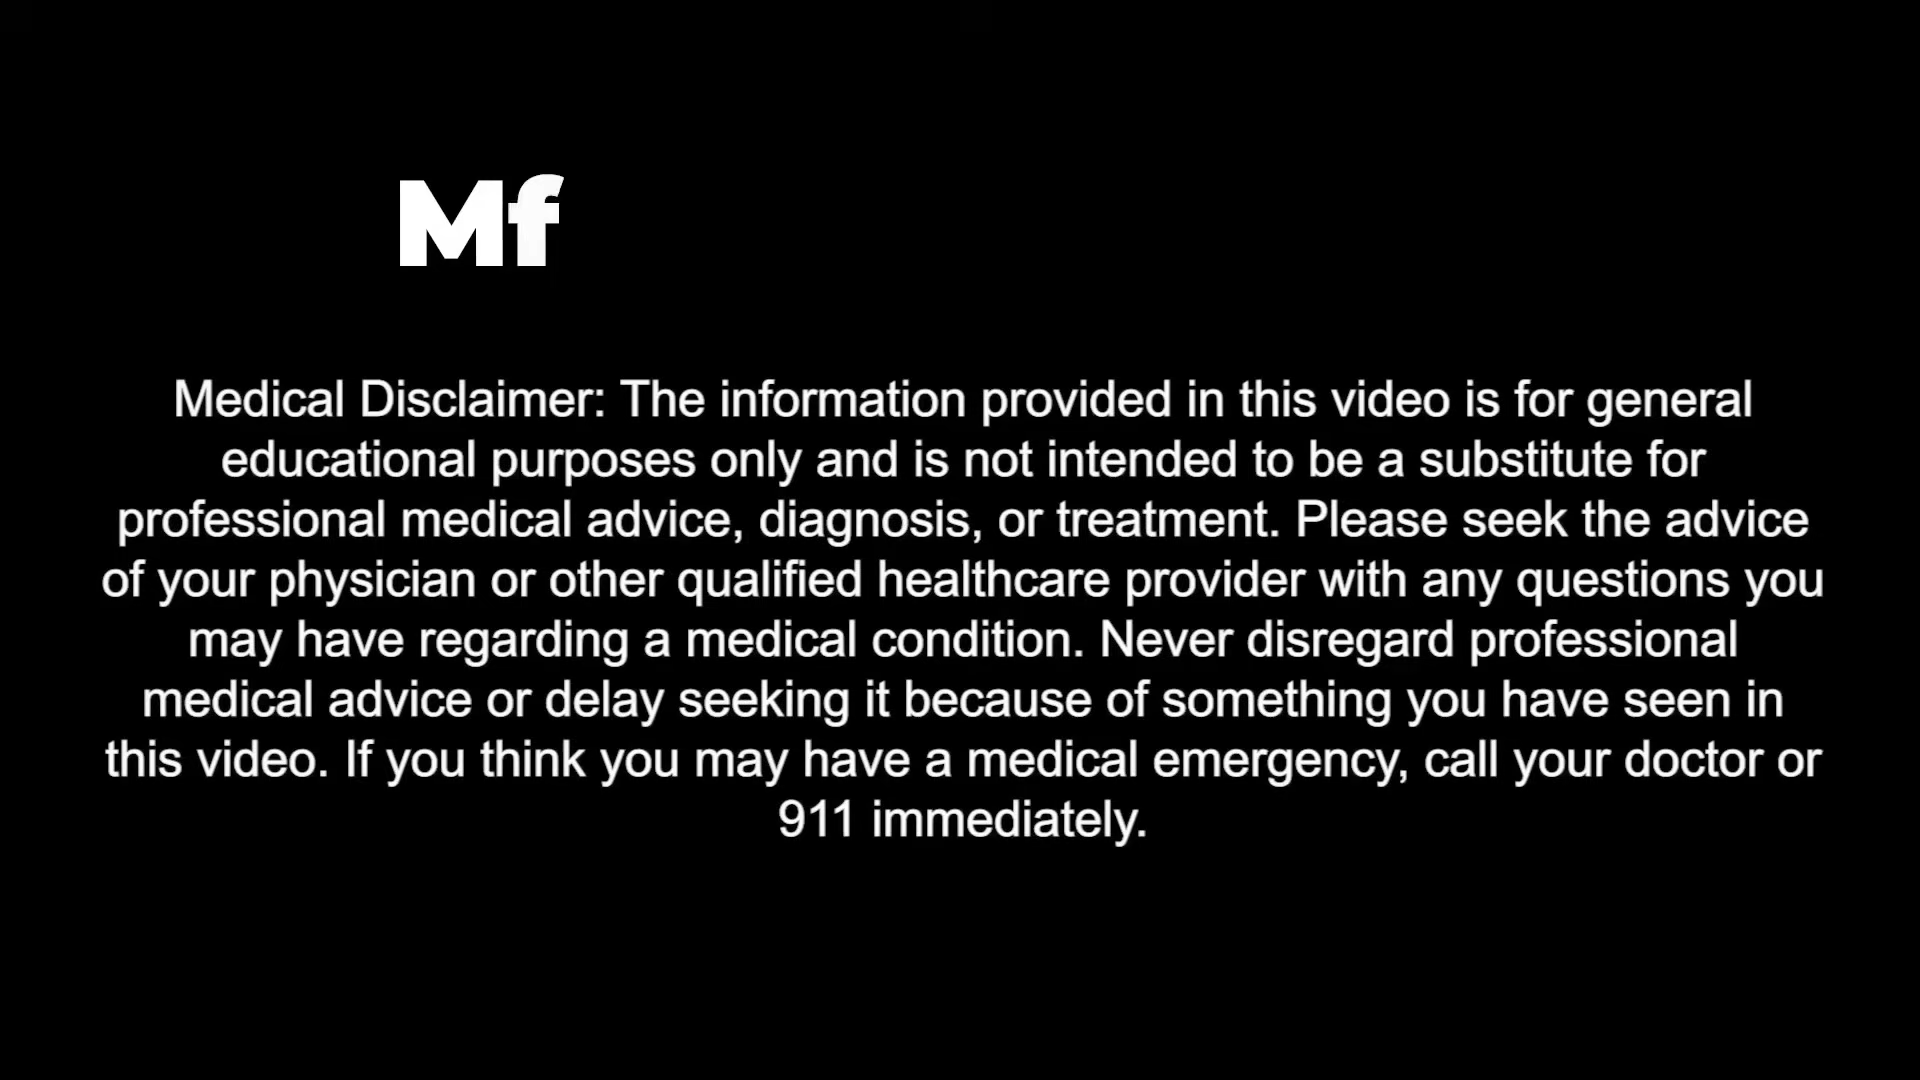 Mf
Medical Disclaimer: The information provided in this video is for general
educational purposes only and is not intended to be a substitute for
professional medical advice, diagnosis, or treatment. Please seek the advice
of your physician or other qualified healthcare provider with any questions you
may have regarding a medical condition. Never disregard professional
medical advice or delay seeking it because of something you have seen in
this video. If you think you may have a medical emergency, call your doctor or
911 immediately.